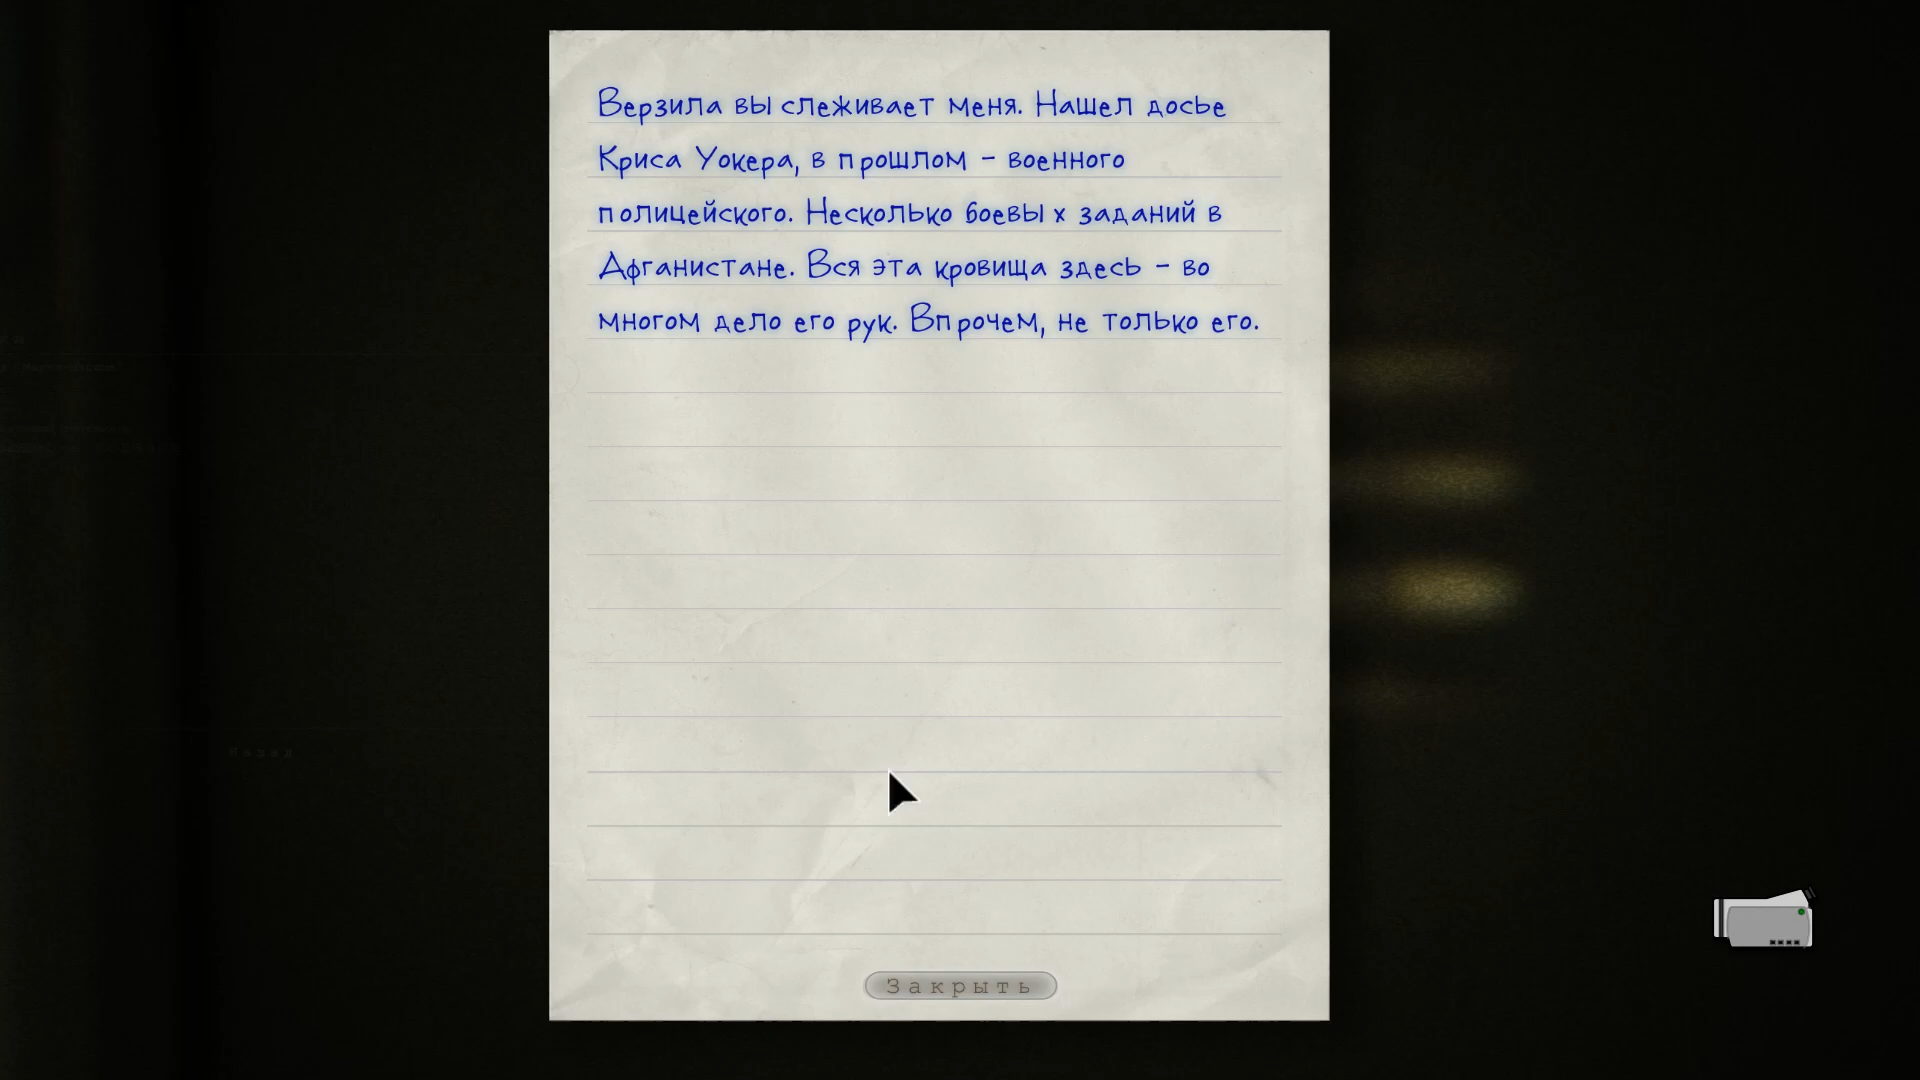 Верзила выслеживает меня. Нашел досье
Криса Уокера, в прошлом – военного
полицейского. Несколько боевых заданий в
Афганистане. Вся эта кровища здесь – во
многом дело его рук. Впрочем, не только его.
Назад
Закрыть